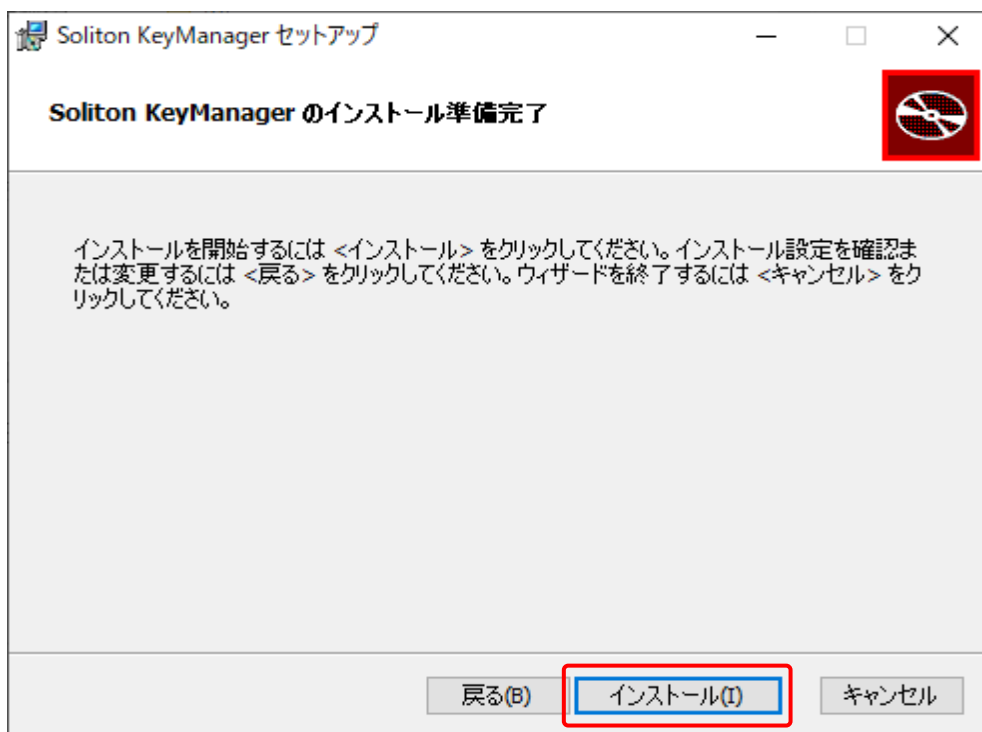 Soliton KeyManager セットアップ
Soliton KeyManager のインストール準備完了
インストールを開始するには <インストール> をクリックしてください。インストール設定を確認ま
たは変更するには <戻る> をクリックしてください。ウィザードを終了するには <キャンセル> をク
リックしてください。
戻る(B) インストール(I) キャンセル